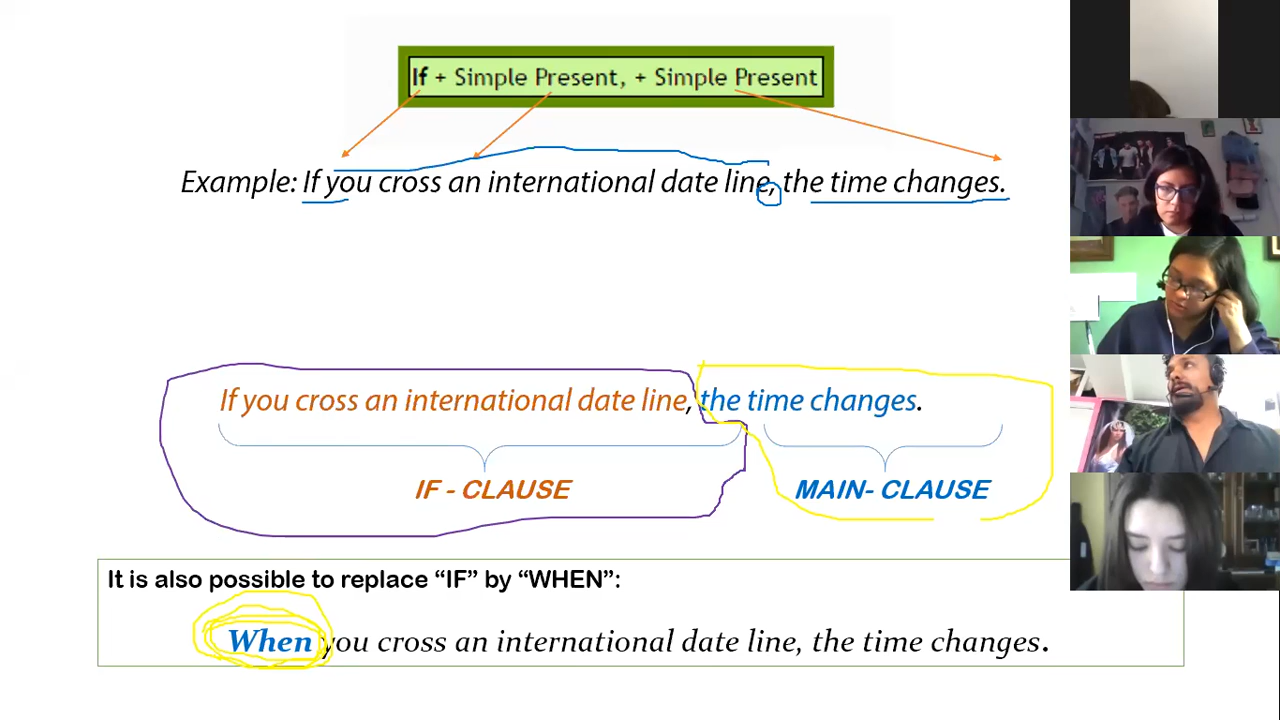 If + Simple Present, + Simple Present
Example: If you cross an international date line, the time changes.
If you cross an international date line, the time changes.
IF - CLAUSE MAIN- CLAUSE
It is also possible to replace “IF” by “WHEN”:
When you cross an international date line, the time changes.